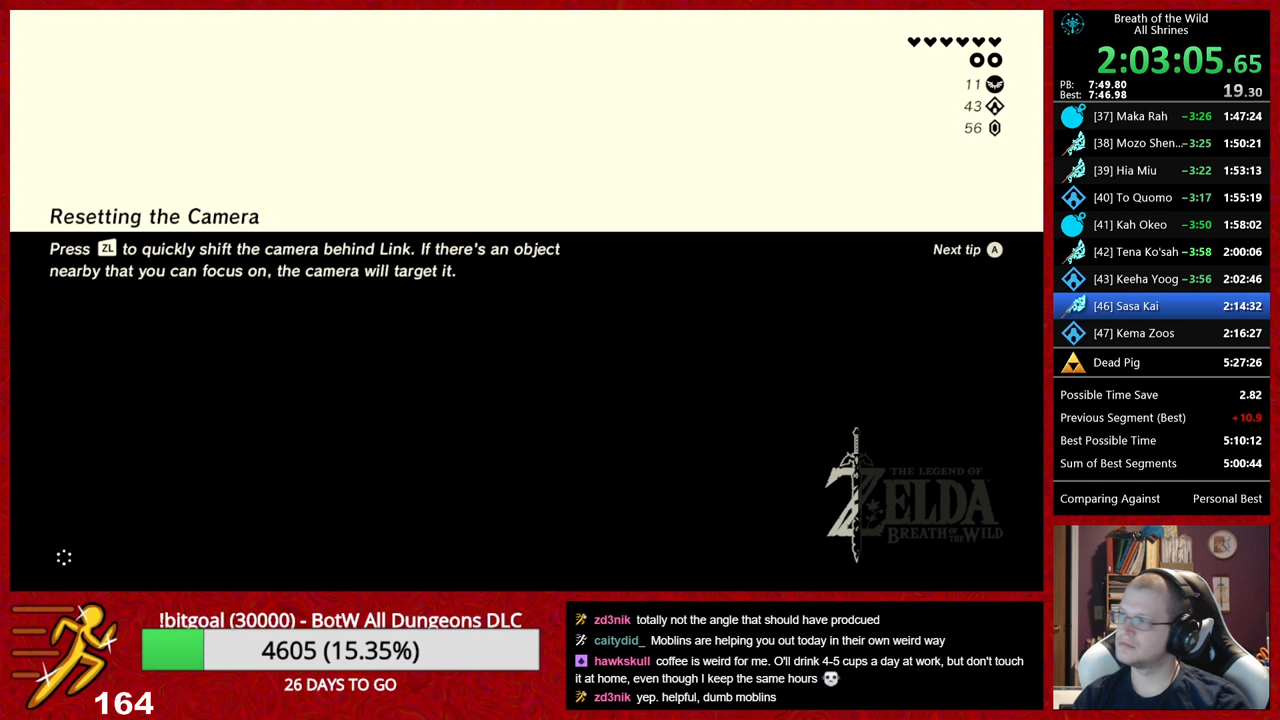 11
43
56
Resetting the Camera
Press ZL to quickly shift the camera behind Link. If there's an object
nearby that you can focus on, the camera will target it.
Next tip A
THE LEGEND OF
ZELDA
BREATH OF THE WILD
Breath of the Wild
All Shrines
2:03:05.65
PB: 7:49.80
Best: 7:46.98
19.30
[37] Maka Rah -3:26 1:47:24
[38] Mozo Shen... -3:25 1:50:21
[39] Hia Miu -3:22 1:53:13
[40] To Quomo -3:17 1:55:19
[41] Kah Okeo -3:50 1:58:02
[42] Tena Ko'sah -3:58 2:00:06
[43] Keeha Yoog -3:56 2:02:46
[46] Sasa Kai 2:14:32
[47] Kema Zoos 2:16:27
Dead Pig 5:27:26
Possible Time Save 2.82
Previous Segment (Best) +10.9
Best Possible Time 5:10:12
Sum of Best Segments 5:00:44
Comparing Against Personal Best
164
!bitgoal (30000) - BotW All Dungeons DLC
4605 (15.35%)
26 DAYS TO GO
zd3nik totally not the angle that should have prodcued
caitydid_ Moblins are helping you out today in their own weird way
hawkskull coffee is weird for me. O'll drink 4-5 cups a day at work, but don't touch
it at home, even though I keep the same hours
zd3nik yep. helpful, dumb moblins